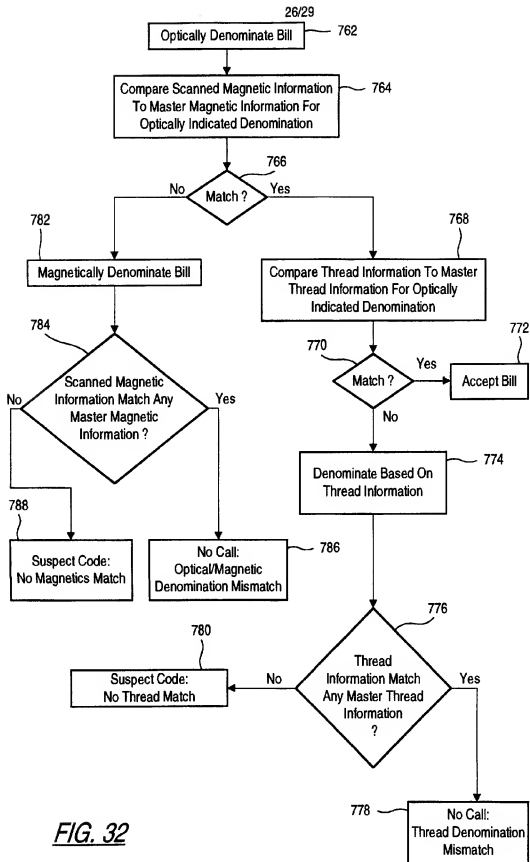 26/29
Optically Denominate Bill
762
Compare Scanned Magnetic Information
To Master Magnetic Information For
Optically Indicated Denomination
764
766
No
Match ?
Yes
782
Magnetically Denominate Bill
768
Compare Thread Information To Master
Thread Information For Optically
Indicated Denomination
784
Scanned Magnetic
Information Match Any
Master Magnetic
Information ?
No
Yes
770
Match ?
Yes
772
Accept Bill
No
Denominate Based On
Thread Information
774
788
Suspect Code:
No Magnetics Match
No Call:
Optical/Magnetic
Denomination Mismatch
786
776
Thread
Information Match
Any Master Thread
Information
?
No
Yes
780
Suspect Code:
No Thread Match
778
No Call:
Thread Denomination
Mismatch
FIG. 32